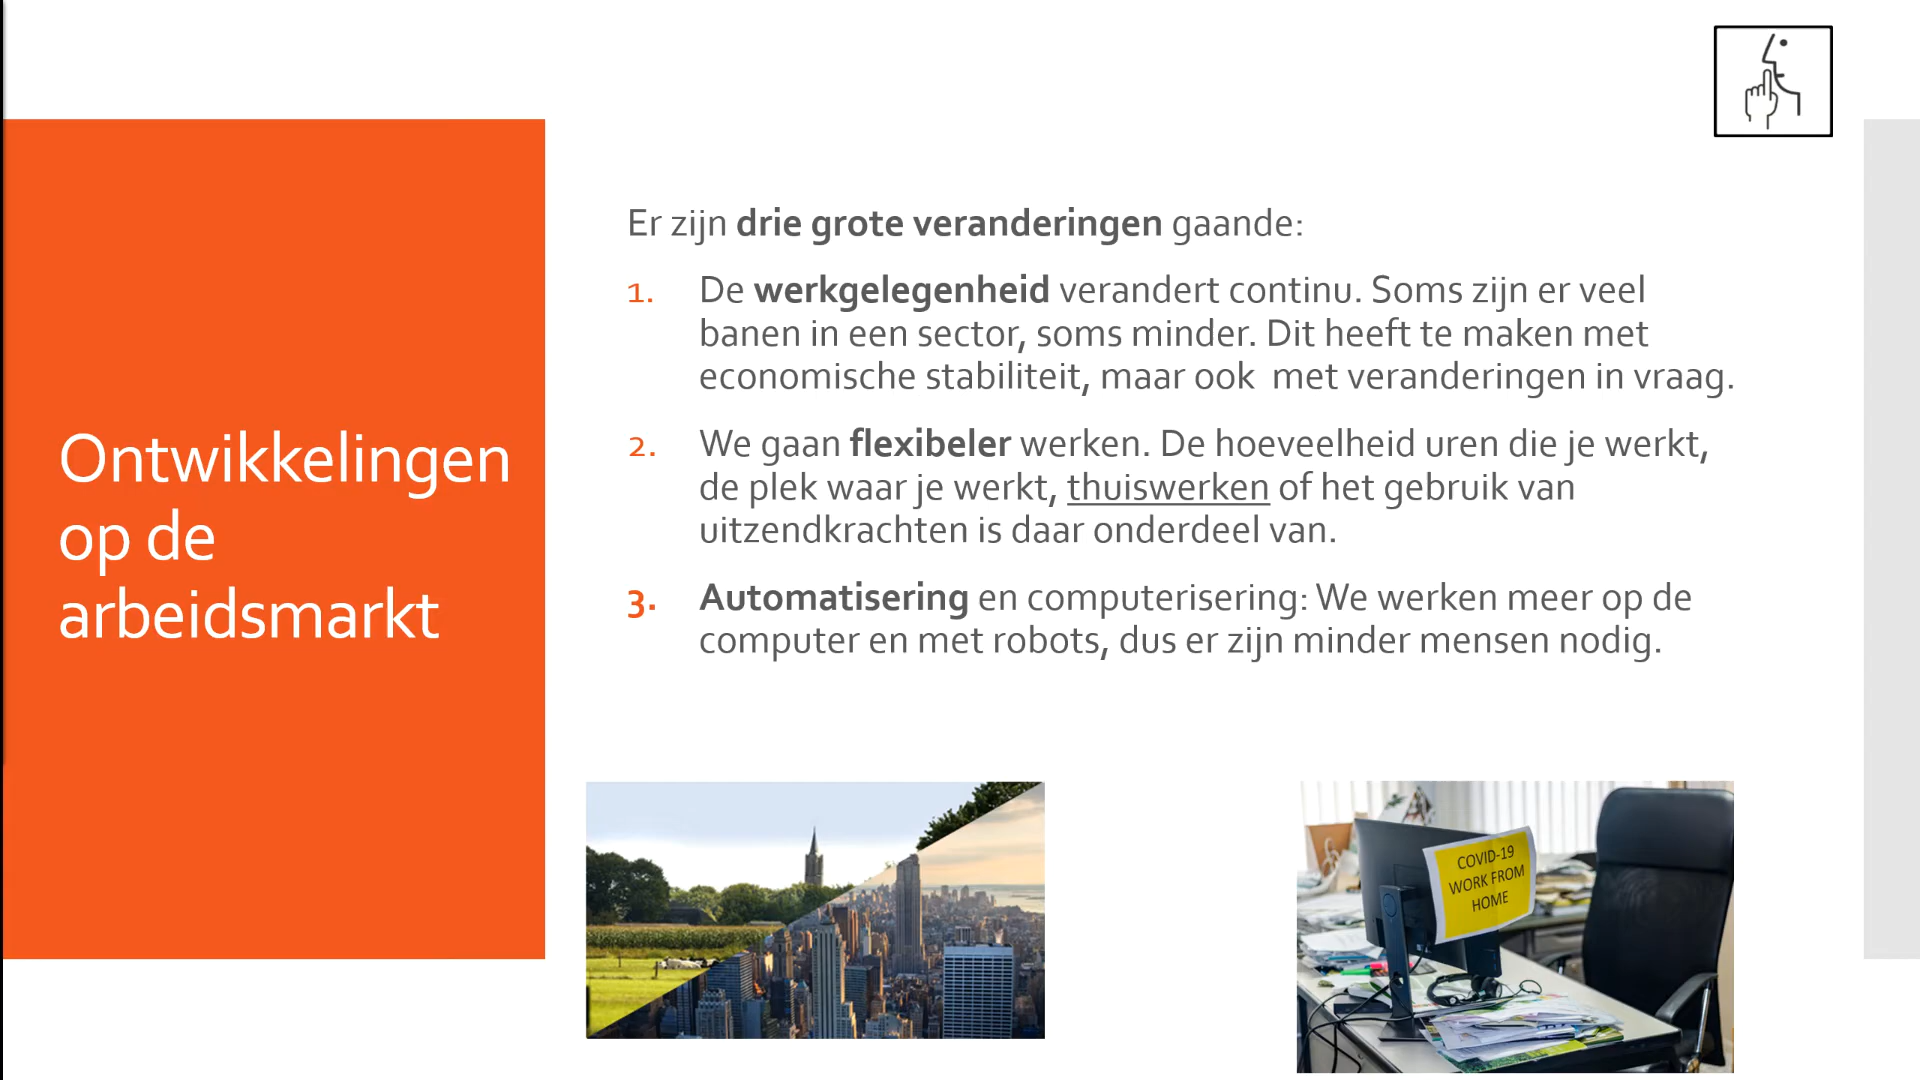 Ontwikkelingen
op de
arbeidsmarkt
Er zijn drie grote veranderingen gaande:
1. De werkgelegenheid verandert continu. Soms zijn er veel
banen in een sector, soms minder. Dit heeft te maken met
economische stabiliteit, maar ook  met veranderingen in vraag.
2. We gaan flexibeler werken. De hoeveelheid uren die je werkt,
de plek waar je werkt, thuiswerken of het gebruik van
uitzendkrachten is daar onderdeel van.
3. Automatisering en computerisering: We werken meer op de
computer en met robots, dus er zijn minder mensen nodig.
COVID-19
WORK FROM
HOME